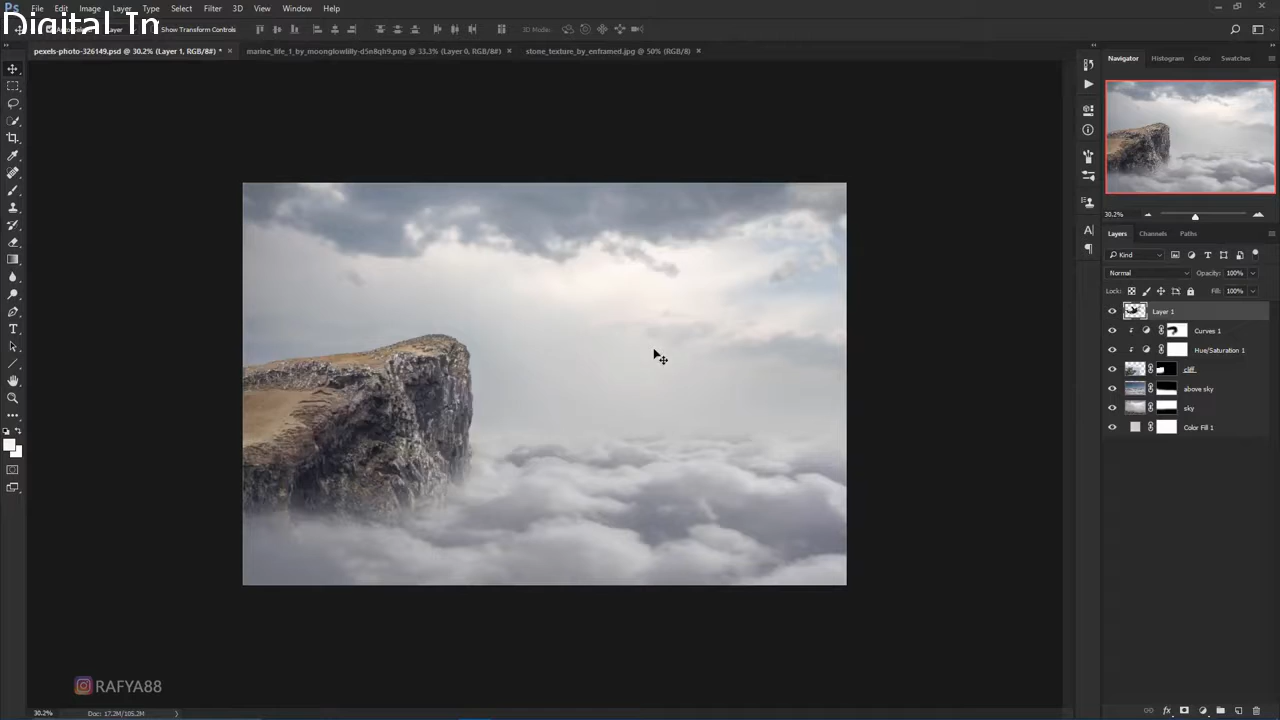 Ps File Edit Image Layer Type Select Filter 3D View Window Help
Digital In
Show Transform Controls
3D Mode:
pexels-photo-326149.psd @ 30.2% (Layer 1, RGB/8#) * ×
marine_life_1_by_moonglowlilly-d5n8qh9.png @ 33.3% (Layer 0, RGB/8#) ×
stone_texture_by_enframed.jpg @ 50% (RGB/8) ×
Navigator Histogram Color Swatches
30.2%
Layers Channels Paths
Kind
Normal Opacity: 100%
Lock: Fill: 100%
Layer 1
Curves 1
Hue/Saturation 1
cliff
above sky
sky
Color Fill 1
RAFYA88
30.2% Doc: 17.2M/105.2M